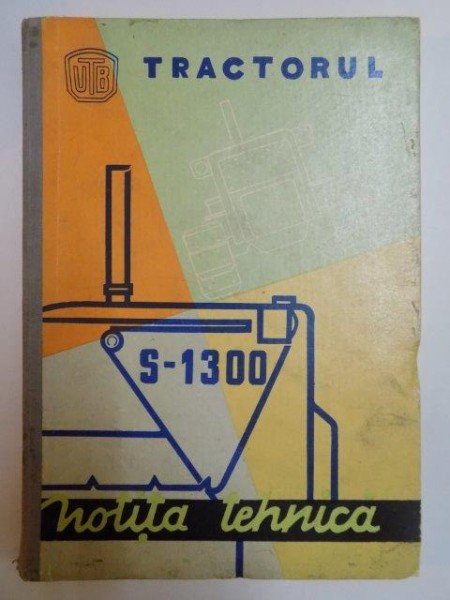 UTB
TRACTORUL
S-1300
notița tehnică